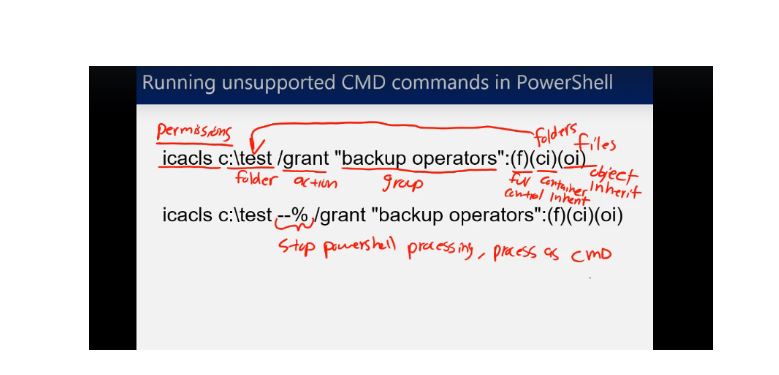 Running unsupported CMD commands in PowerShell
permissions
folders
files
icacls c:\test /grant "backup operators":(f)(ci)(oi)
folder action group full control container inherit object inherit
icacls c:\test --% /grant "backup operators":(f)(ci)(oi)
Stop powershell processing, process as CMD